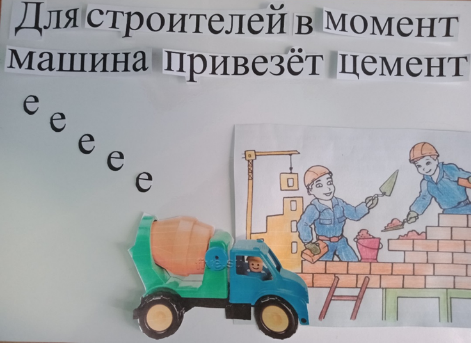 Для строителей в момент
машина привезёт цемент
е
е
е
е
е